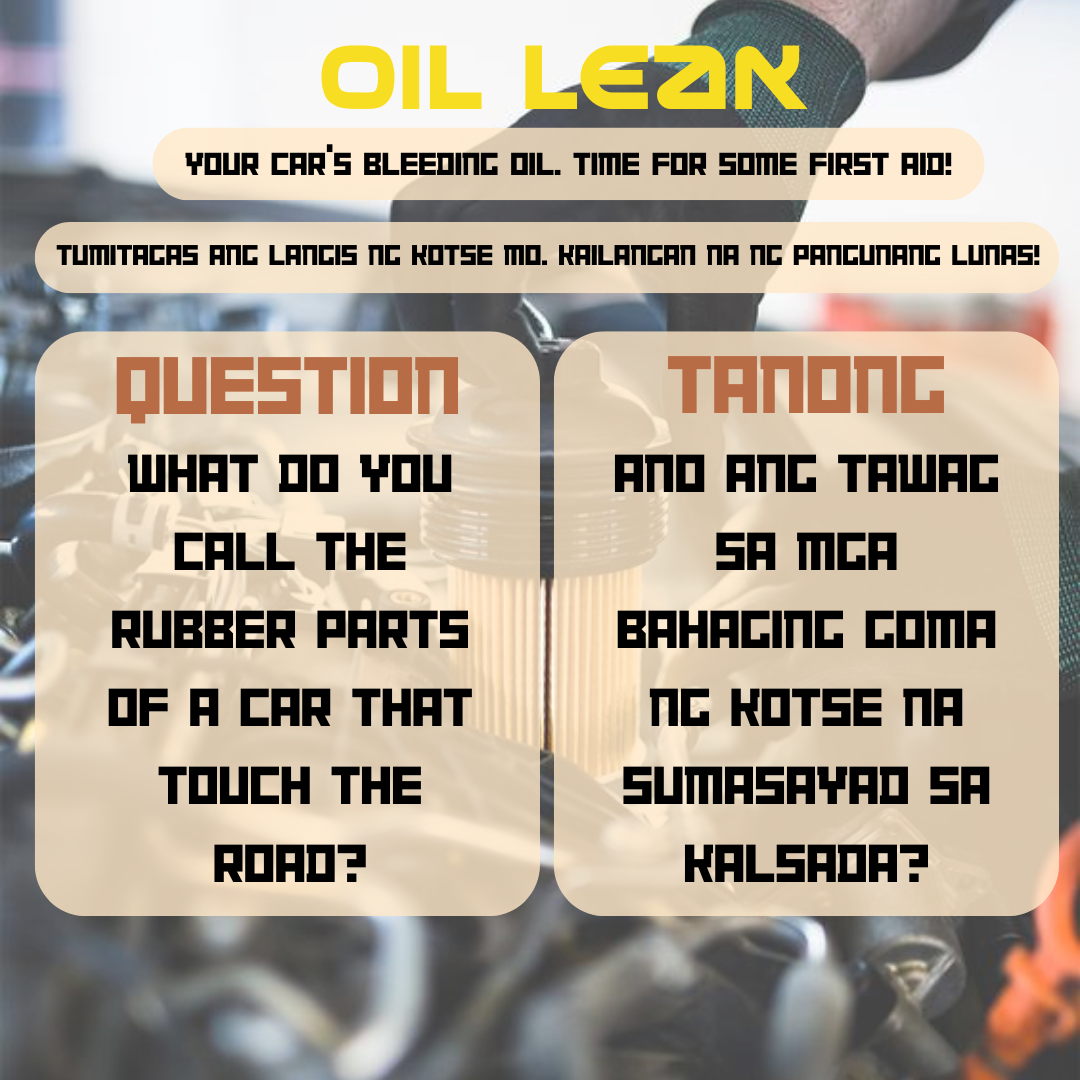 OIL LEAK
YOUR CAR'S BLEEDING OIL. TIME FOR SOME FIRST AID!
TUMITAGAS ANG LANGIS NG KOTSE MO. KAILANGAN NA NG PANGUNANG LUNAS!
QUESTION
WHAT DO YOU
CALL THE
RUBBER PARTS
OF A CAR THAT
TOUCH THE
ROAD?
TANONG
ANO ANG TAWAG
SA MGA
BAHAGING GOMA
NG KOTSE NA
SUMASAYAD SA
KALSADA?